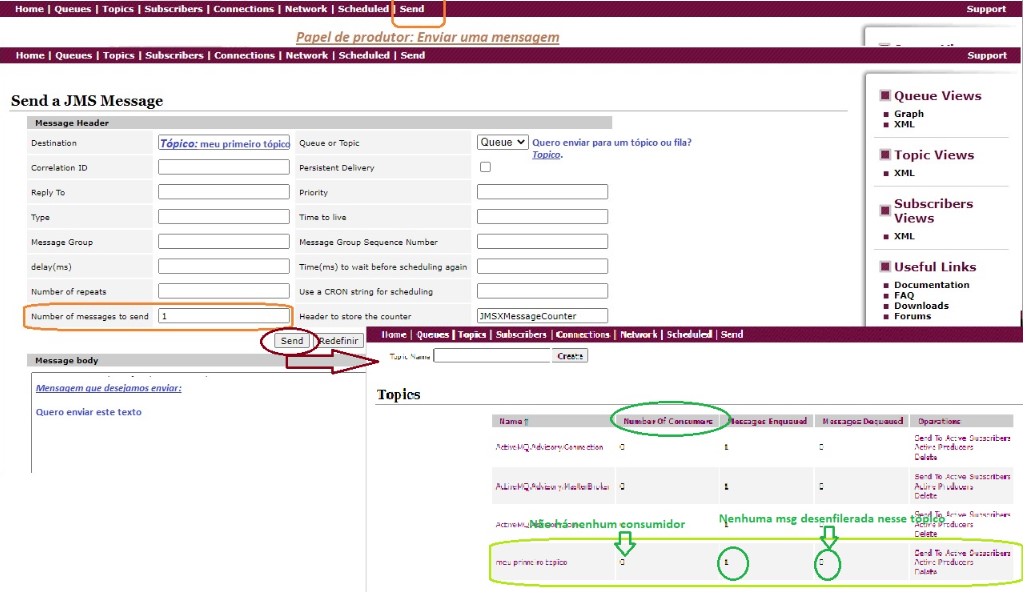 Home | Queues | Topics | Subscribers | Connections | Network | Scheduled | Send
Support
Papel de produtor: Enviar uma mensagem
Home | Queues | Topics | Subscribers | Connections | Network | Scheduled | Send
Support
Send a JMS Message
Message Header
Destination Tópico: meu primeiro tópico Queue or Topic Queue Quero enviar para um tópico ou fila?
Topico.
Correlation ID Persistent Delivery
Reply To Priority
Type Time to live
Message Group Message Group Sequence Number
delay(ms) Time(ms) to wait before scheduling again
Number of repeats Use a CRON string for scheduling
Number of messages to send 1 Header to store the counter JMSXMessageCounter
Send Redefinir
Message body
Mensagem que desejamos enviar:
Quero enviar este texto
Queue Views
Graph
XML
Topic Views
XML
Subscribers
Views
XML
Useful Links
Documentation
FAQ
Downloads
Forums
Home | Queues | Topics | Subscribers | Connections | Network | Scheduled | Send
Topic Name Create
Topics
Name ↑ Number Of Consumers Messages Enqueued Messages Dequeued Operations
ActiveMQ.Advisory.Connection 0 1 0 Send To Active Subscribers
Active Producers
Delete
ActiveMQ.Advisory.MasterBroker 0 1 0 Send To Active Subscribers
Active Producers
Delete
Send To Active Subscribers
Active Producers
Delete
Não há nenhum consumidor
Nenhuma msg desenfilerada nesse tópico
meu primeiro topico 0 1 0 Send To Active Subscribers
Active Producers
Delete